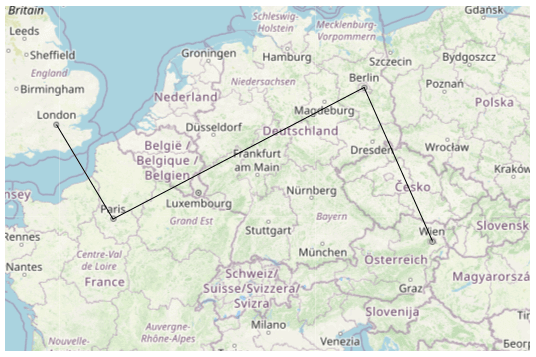 Britain
Leeds
Sheffield
England
Birmingham
London
Schleswig-
Holstein
Mecklenburg-
Vorpommern
Gdańsk
Groningen
Hamburg
Szczecin
Bydgoszcz
Niedersachsen
Berlin
Poznań
Nederland
Magdeburg
Polska
Düsseldorf
Deutschland
België /
Belgique /
Belgien
Frankfurt
am Main
Dresden
Wrocław
Kraków
Česko
Paris
Luxembourg
Nürnberg
Rennes
Grand Est
Stuttgart
Bayern
Wien
Slovensk
München
Centre-Val
de Loire
Nantes
France
Österreich
Schweiz/
Suisse/Svizzera/
Svizra
Graz
Magyarorszá
Slovenija
Auvergne-
Rhône-Alpes
Nouvelle-
Milano
Venezia